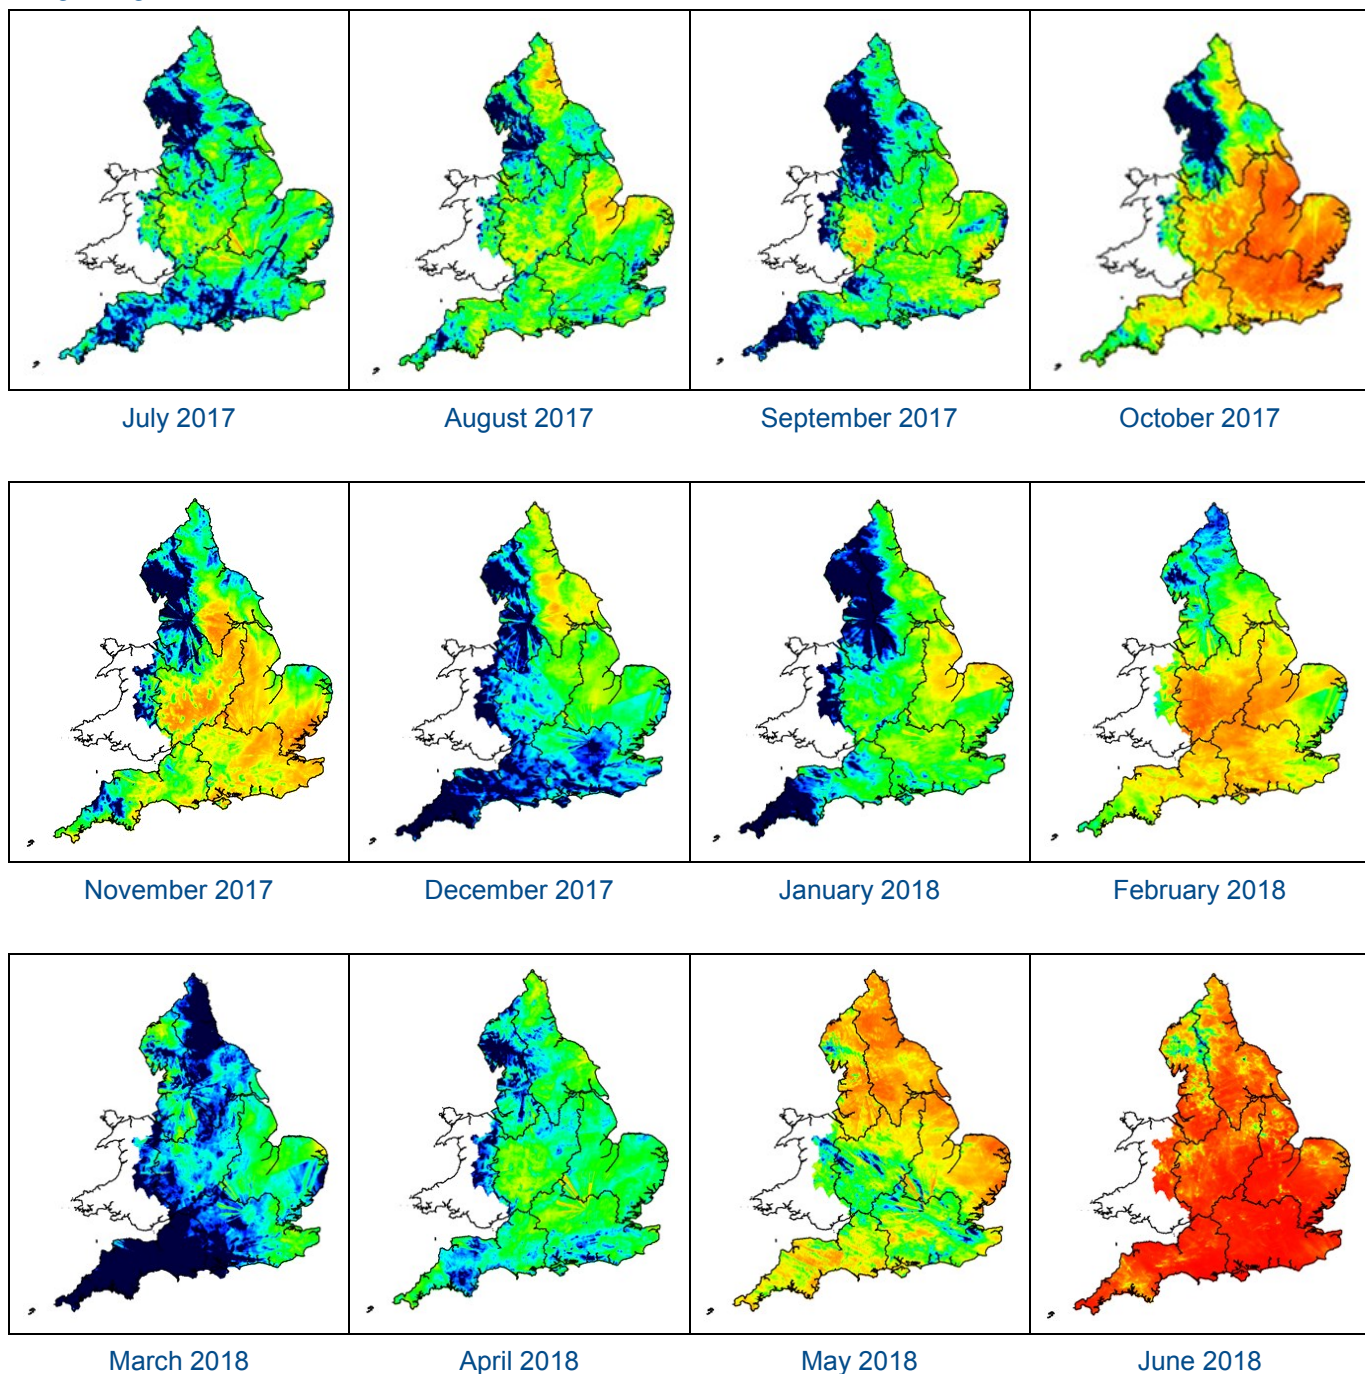 July 2017
August 2017
September 2017
October 2017
November 2017
December 2017
January 2018
February 2018
March 2018
April 2018
May 2018
June 2018